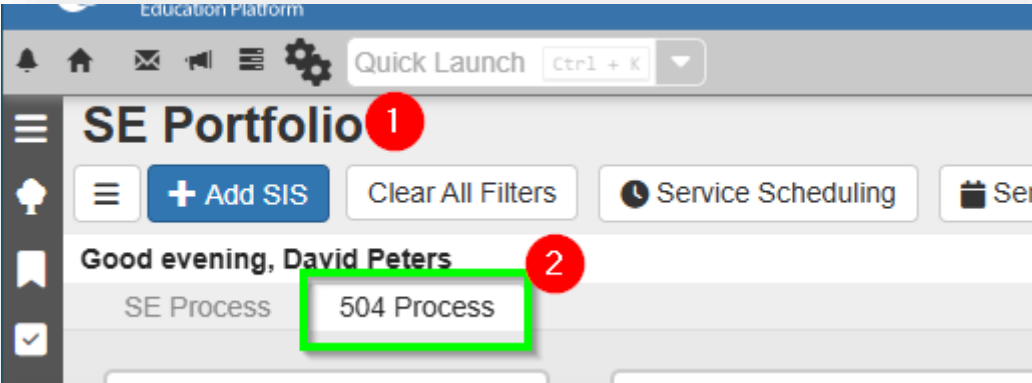 Education Platform
Quick Launch Ctrl + K
SE Portfolio 1
Add SIS Clear All Filters Service Scheduling Ser
Good evening, David Peters 2
SE Process 504 Process